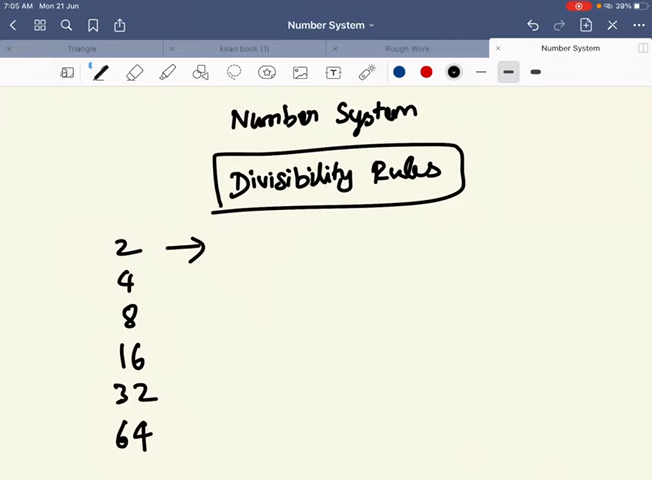 7:05 AM Mon 21 Jun
39%
Number System
Triangle
kiran book (1)
Rough Work
Number System
T
Number System
Divisibility Rules
2 →
4
8
16
32
64